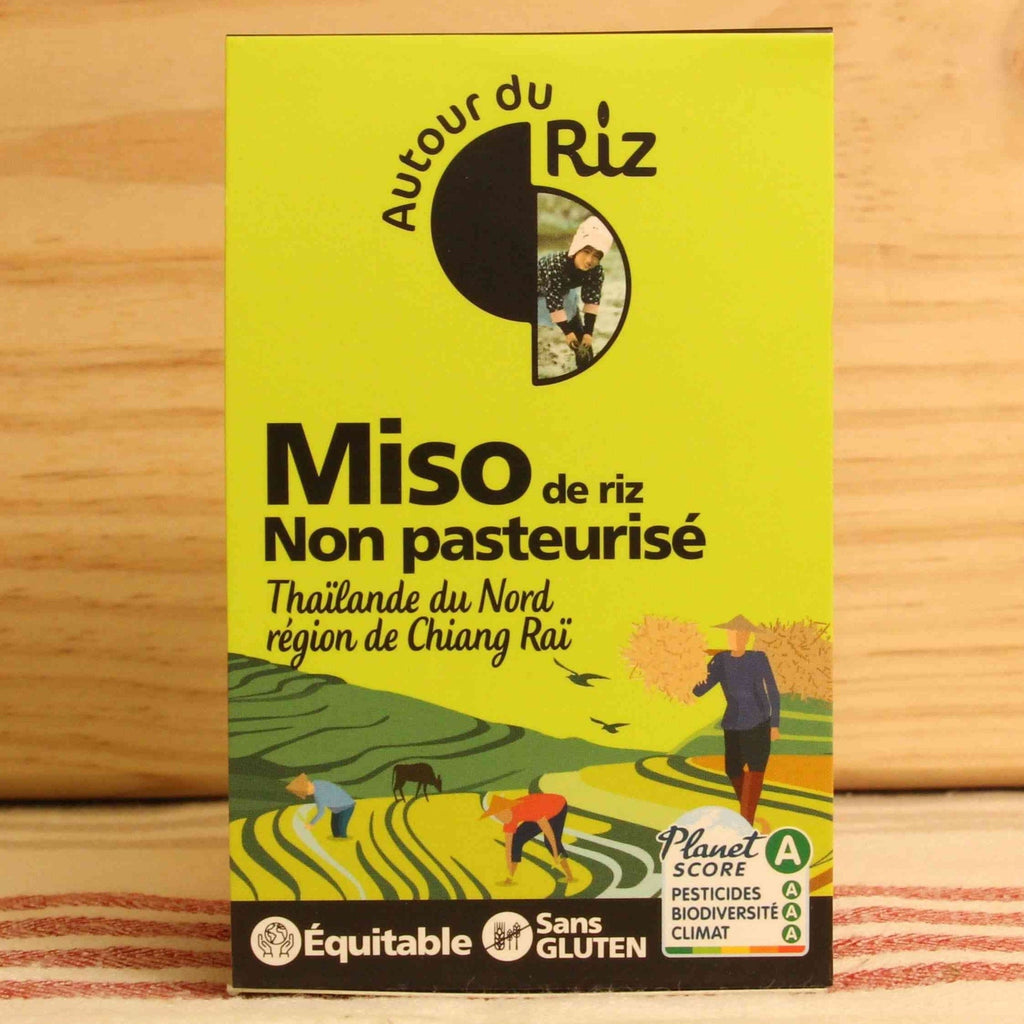 Autour du
Riz
Miso de riz
Non pasteurisé
Thaïlande du Nord
région de Chiang Raï
Planet A
SCORE
PESTICIDES A
BIODIVERSITÉ A
CLIMAT A
Équitable
Sans
GLUTEN